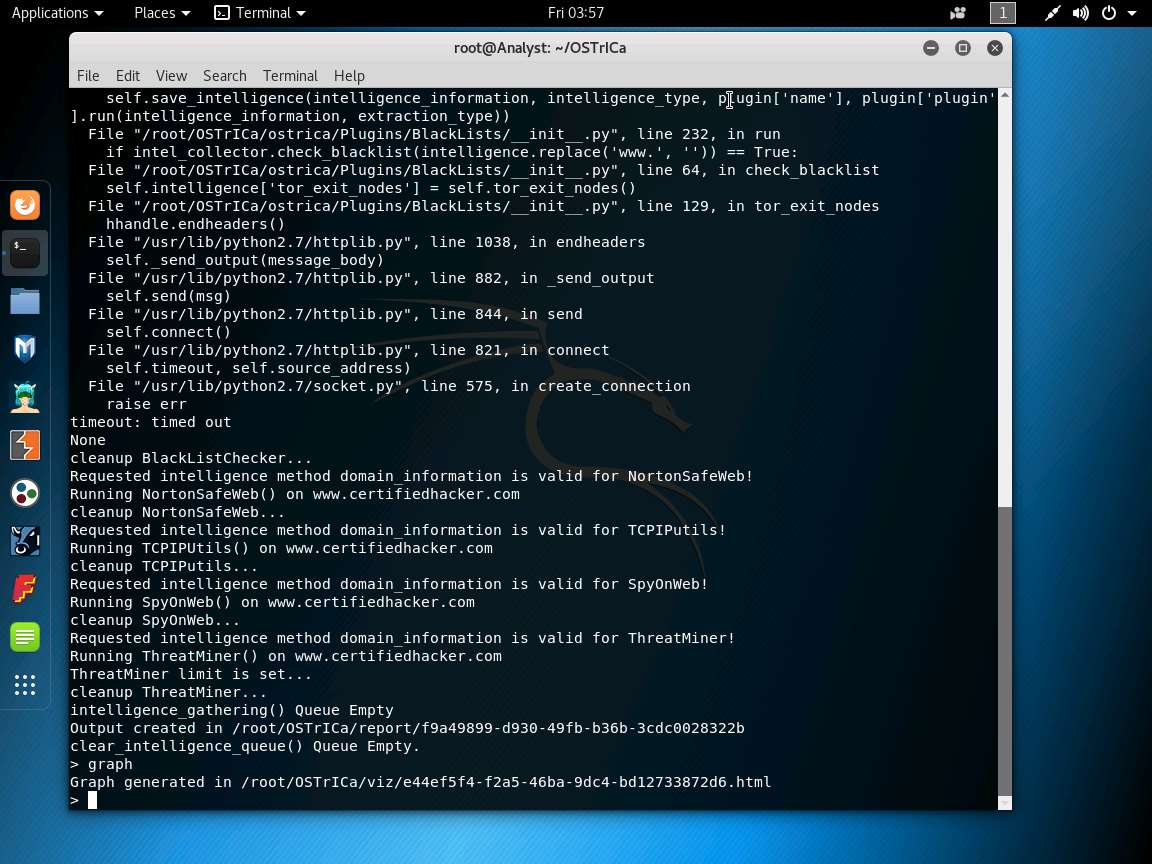 Applications Places Terminal Fri 03:57 1
root@Analyst: ~/OSTrICa
File Edit View Search Terminal Help
self.save_intelligence(intelligence_information, intelligence_type, plugin['name'], plugin['plugin'
].run(intelligence_information, extraction_type))
File "/root/OSTrICa/ostrica/Plugins/BlackLists/__init__.py", line 232, in run
if intel_collector.check_blacklist(intelligence.replace('www.', '')) == True:
File "/root/OSTrICa/ostrica/Plugins/BlackLists/__init__.py", line 64, in check_blacklist
self.intelligence['tor_exit_nodes'] = self.tor_exit_nodes()
File "/root/OSTrICa/ostrica/Plugins/BlackLists/__init__.py", line 129, in tor_exit_nodes
hhandle.endheaders()
File "/usr/lib/python2.7/httplib.py", line 1038, in endheaders
self._send_output(message_body)
File "/usr/lib/python2.7/httplib.py", line 882, in _send_output
self.send(msg)
File "/usr/lib/python2.7/httplib.py", line 844, in send
self.connect()
File "/usr/lib/python2.7/httplib.py", line 821, in connect
self.timeout, self.source_address)
File "/usr/lib/python2.7/socket.py", line 575, in create_connection
raise err
timeout: timed out
None
cleanup BlackListChecker...
Requested intelligence method domain_information is valid for NortonSafeWeb!
Running NortonSafeWeb() on www.certifiedhacker.com
cleanup NortonSafeWeb...
Requested intelligence method domain_information is valid for TCPIPutils!
Running TCPIPUtils() on www.certifiedhacker.com
cleanup TCPIPutils...
Requested intelligence method domain_information is valid for SpyOnWeb!
Running SpyOnWeb() on www.certifiedhacker.com
cleanup SpyOnWeb...
Requested intelligence method domain_information is valid for ThreatMiner!
Running ThreatMiner() on www.certifiedhacker.com
ThreatMiner limit is set...
cleanup ThreatMiner...
intelligence_gathering() Queue Empty
Output created in /root/OSTrICa/report/f9a49899-d930-49fb-b36b-3cdc0028322b
clear_intelligence_queue() Queue Empty.
> graph
Graph generated in /root/OSTrICa/viz/e44ef5f4-f2a5-46ba-9dc4-bd12733872d6.html
>